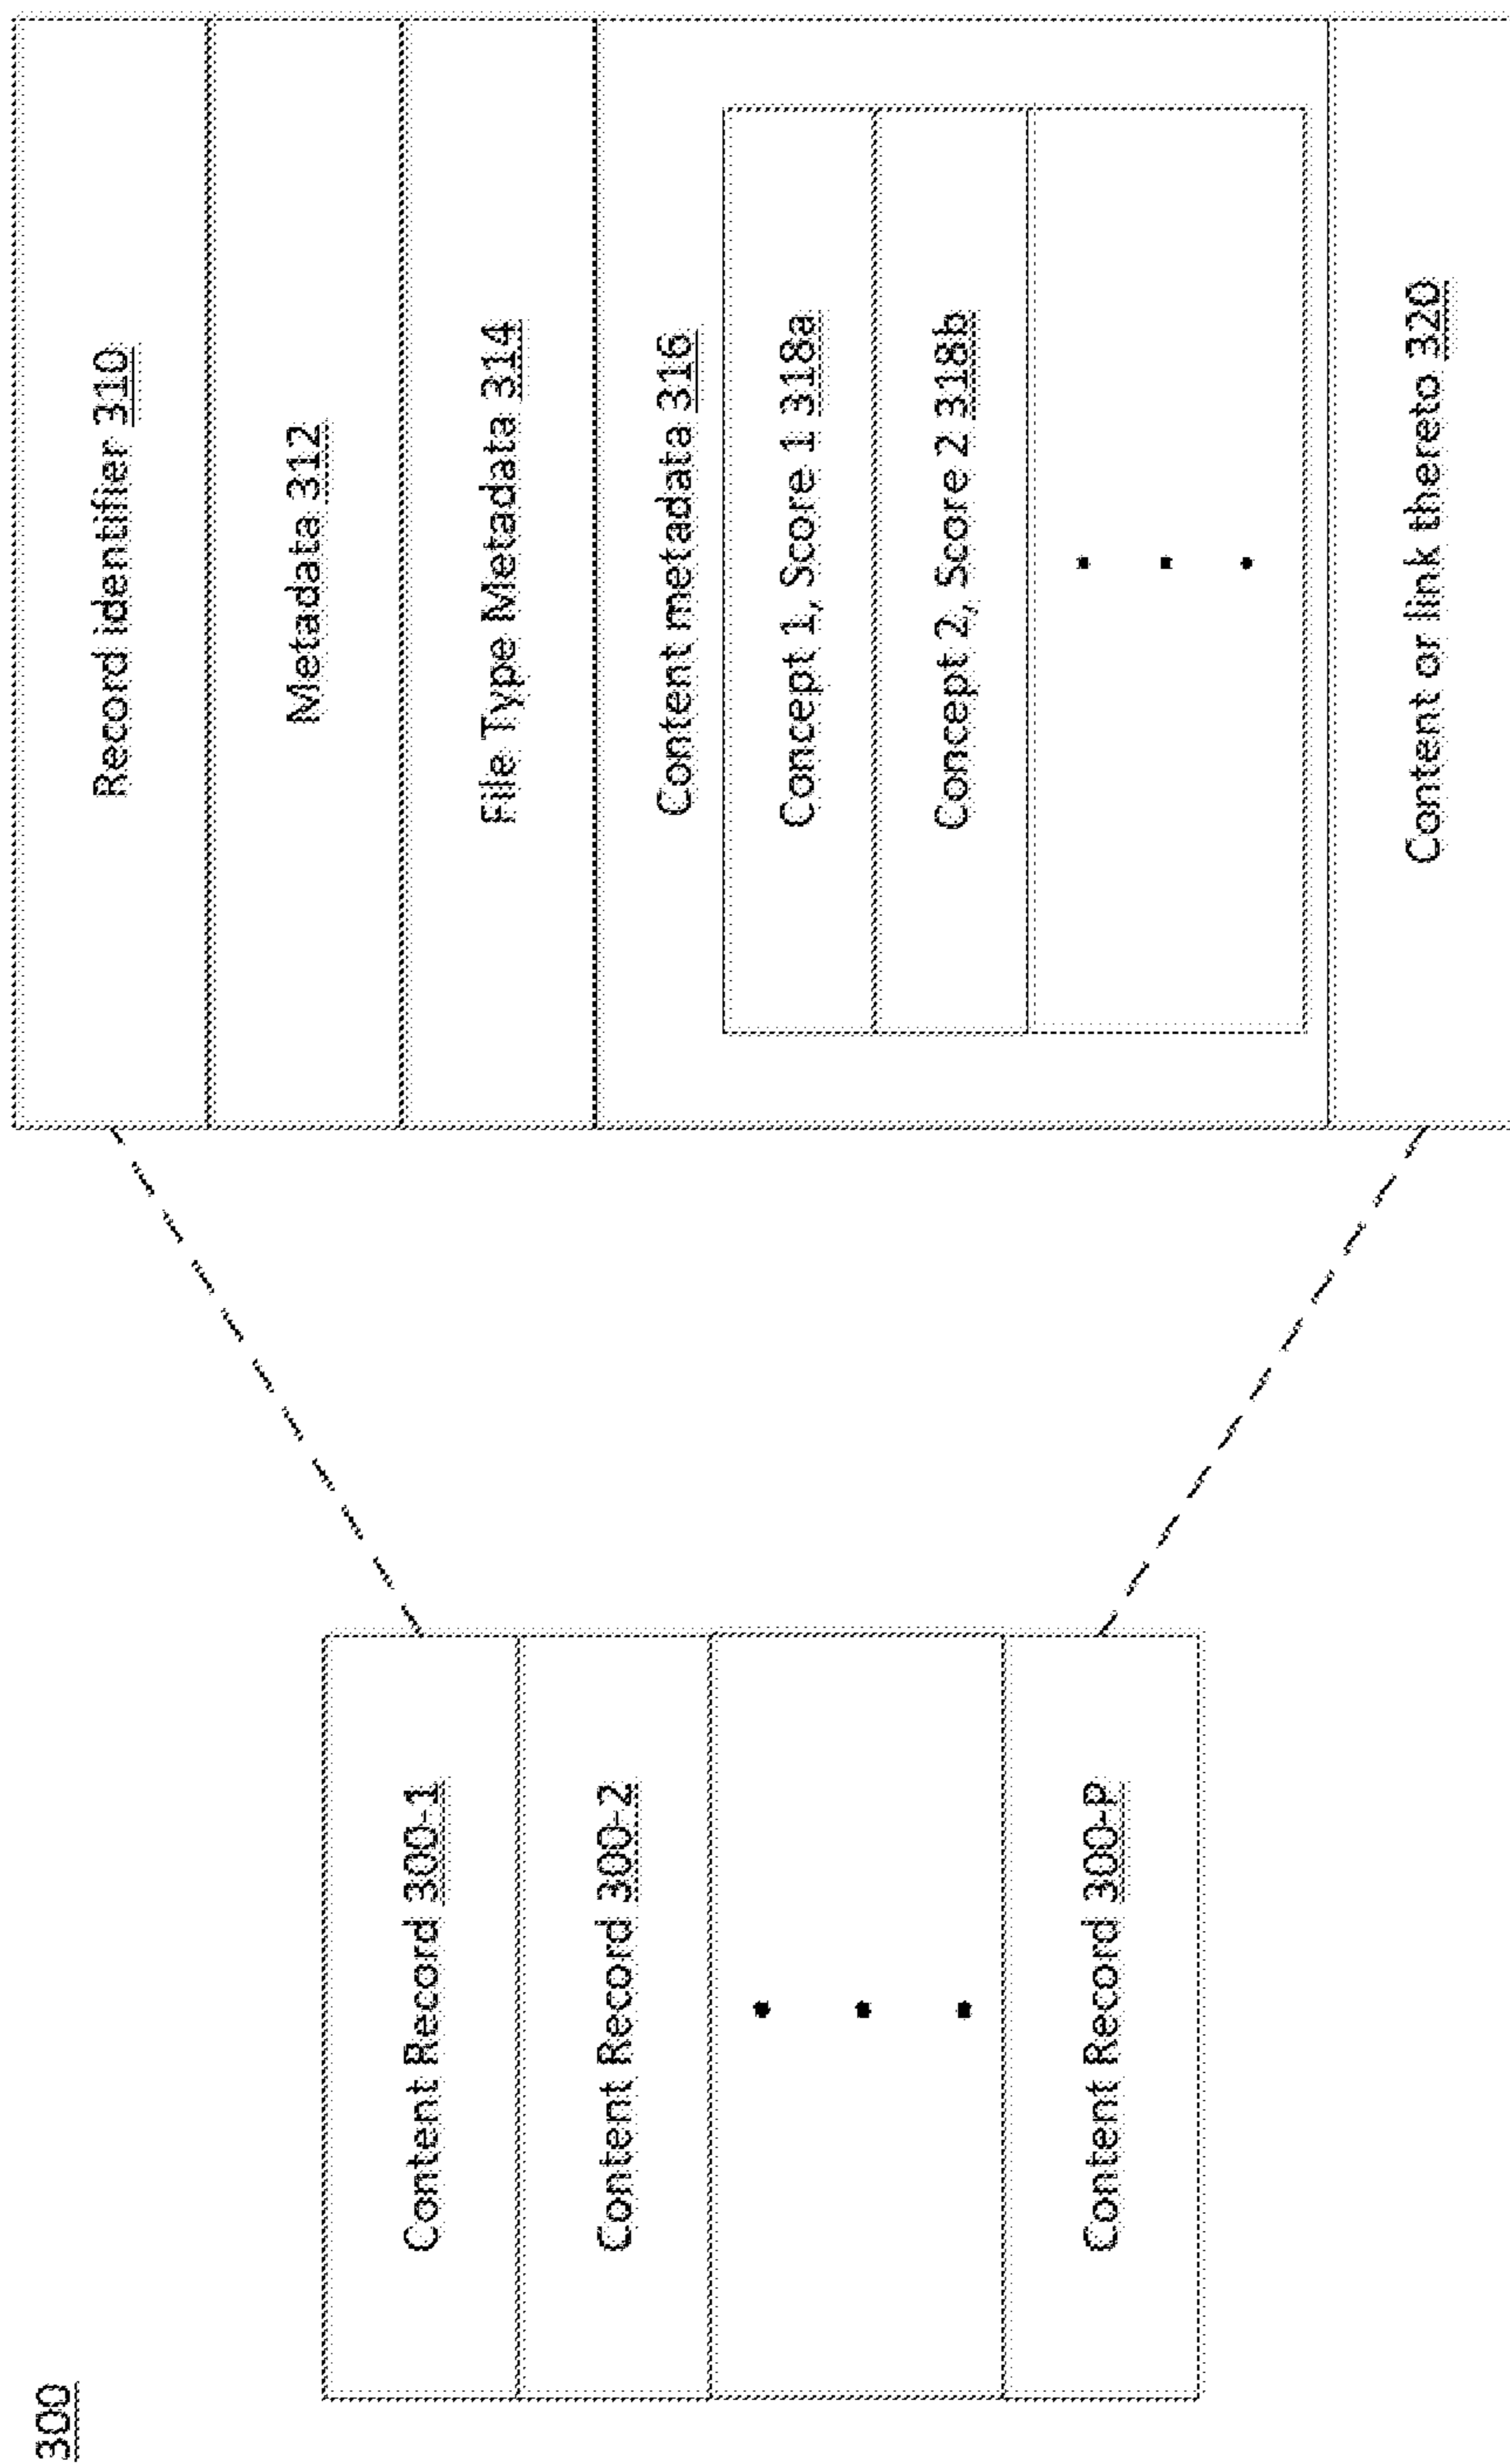 300
Content Record 300-1
Content Record 300-2
Content Record 300-P
Record identifier 310
Metadata 312
File Type Metadata 314
Content metadata 316
Concept 1, Score 1 318a
Concept 2, Score 2 318b
Content or link thereto 320